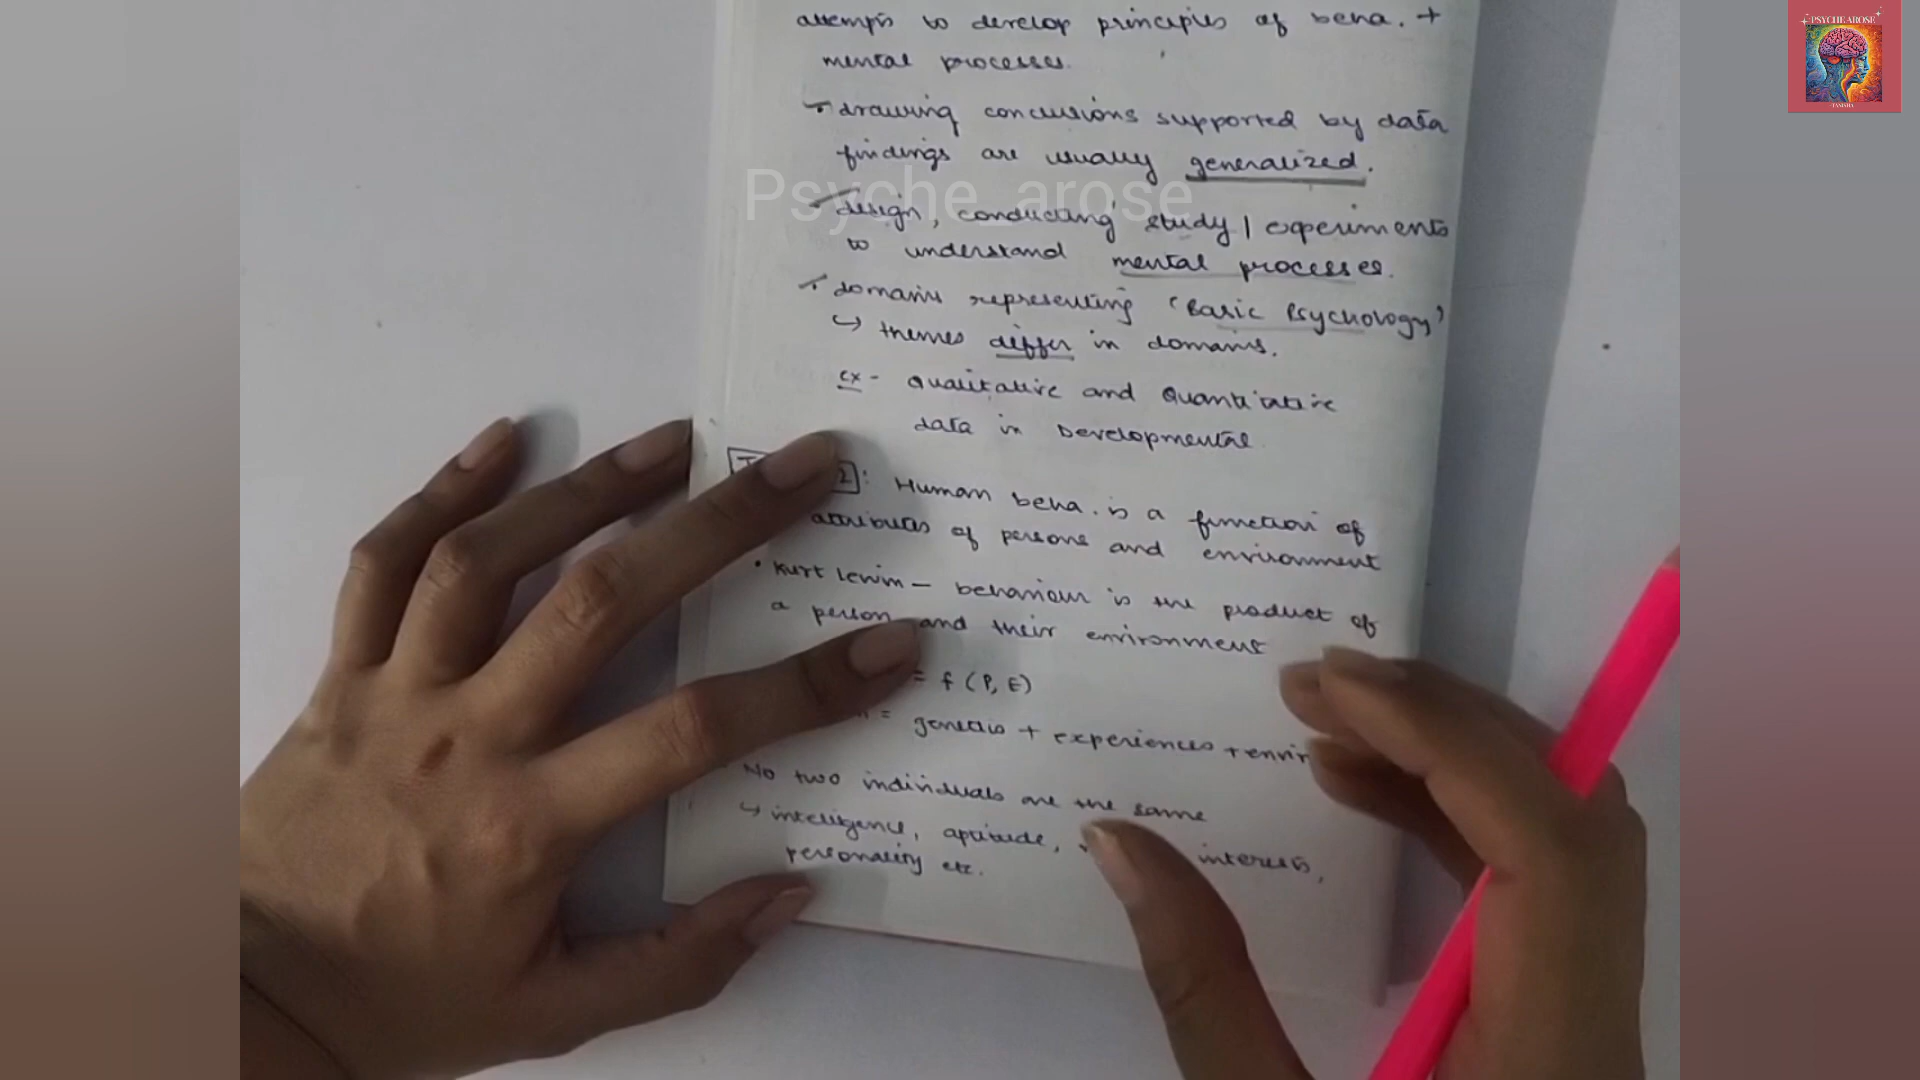 attempts to develop principles of beha. +
mental processes.
• drawing conclusions supported by data
findings are usually generalized.
• design, conducting study / experiments
to understand mental processes.
• domains representing 'Basic Psychology'
↳ themes differ in domains.
ex - Qualitative and Quantitative
data in Developmental
2: Human beha. is a function of
attributes of persons and environment
• Kurt Lewin – behaviour is the product of
a person and their environment
= f (P, E)
= genetics + experiences + envir
No two individuals are the same
↳ intelligence, aptitude, interests,
personality etc.
Psyche_arose
PSYCHE AROSE
TANISHA